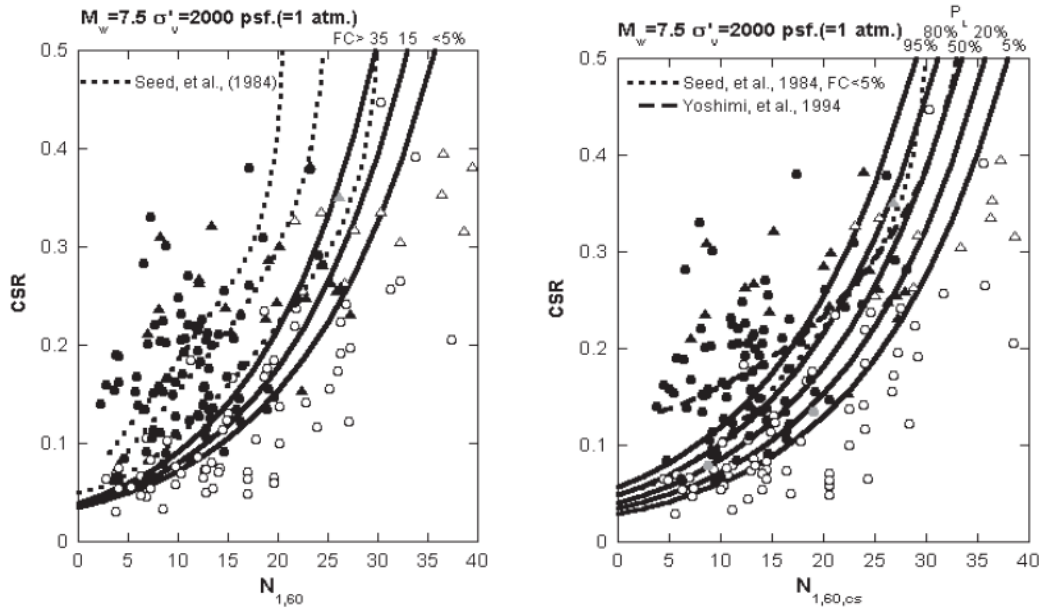 M_w=7.5 σ'_v=2000 psf.(=1 atm.)
FC> 35 15 <5%
Seed, et al., (1984)
CSR
0.5
0.4
0.3
0.2
0.1
0
0 5 10 15 20 25 30 35 40
N_1,60
M_w=7.5 σ'_v=2000 psf.(=1 atm.)
P_L
80% 20%
95% 50% 5%
Seed, et al., 1984, FC<5%
Yoshimi, et al., 1994
CSR
0.5
0.4
0.3
0.2
0.1
0
0 5 10 15 20 25 30 35 40
N_1,60,cs